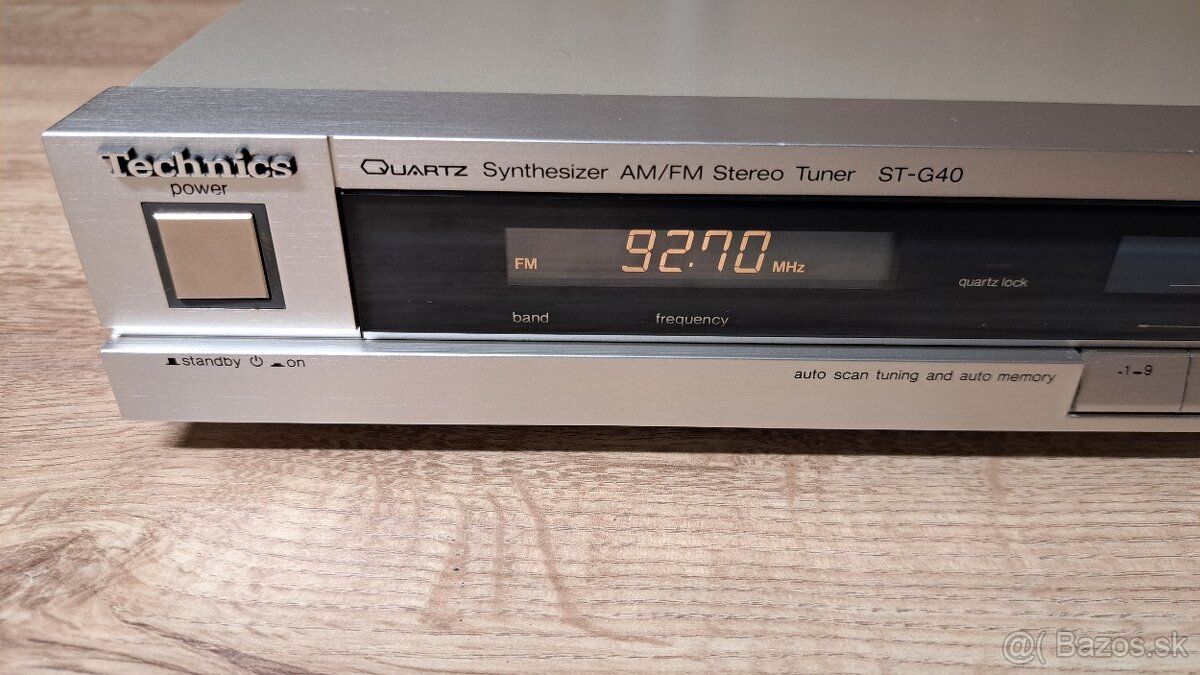 Technics
power
QUARTZ Synthesizer AM/FM Stereo Tuner ST-G40
FM 92.70 MHz
quartz lock
band frequency
standby on
auto scan tuning and auto memory
1-9
@( Bazos.sk